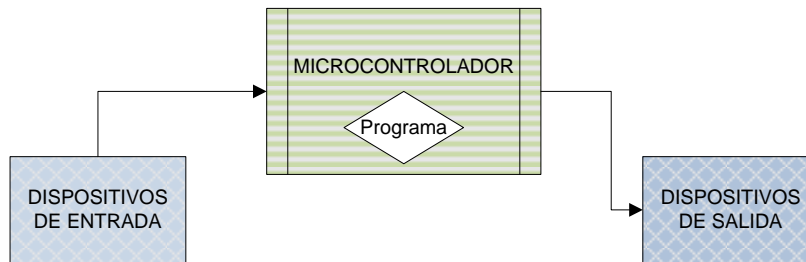 MICROCONTROLADOR
Programa
DISPOSITIVOS
DE ENTRADA
DISPOSITIVOS
DE SALIDA